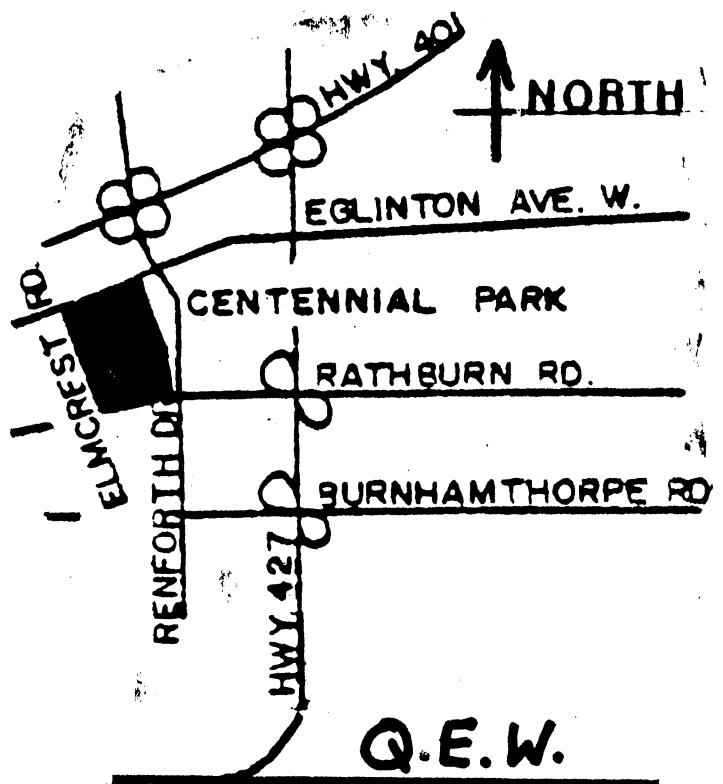 HWY. 401
NORTH
EGLINTON AVE. W.
CENTENNIAL PARK
ELMCREST RD.
RATHBURN RD.
RENFORTH DR
BURNHAMTHORPE RD
HWY. 427
Q.E.W.